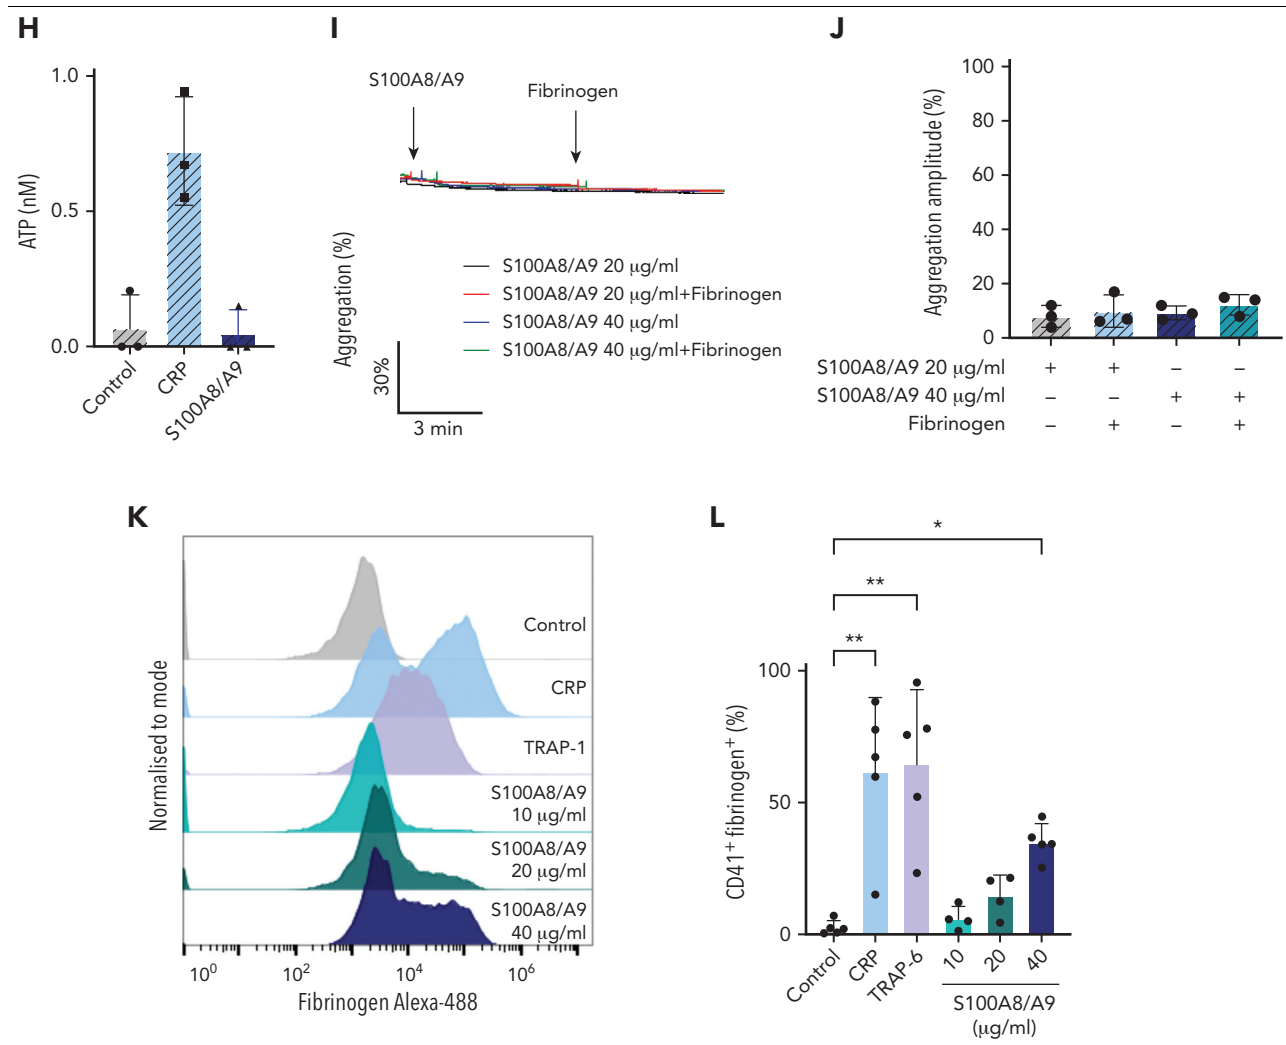 H
1.0
0.5
0.0
ATP (nM)
Control
CRP
S100A8/A9
I
S100A8/A9
Fibrinogen
Aggregation (%)
S100A8/A9 20 µg/ml
S100A8/A9 20 µg/ml+Fibrinogen
S100A8/A9 40 µg/ml
S100A8/A9 40 µg/ml+Fibrinogen
30%
3 min
J
100
80
60
40
20
0
Aggregation amplitude (%)
S100A8/A9 20 µg/ml + + – –
S100A8/A9 40 µg/ml – – + +
Fibrinogen – + – +
K
Normalised to mode
Control
CRP
TRAP-1
S100A8/A9
10 µg/ml
S100A8/A9
20 µg/ml
S100A8/A9
40 µg/ml
10⁰ 10² 10⁴ 10⁶
Fibrinogen Alexa-488
L
*
**
**
100
50
0
CD41⁺ fibrinogen⁺ (%)
Control
CRP
TRAP-6
10
20
40
S100A8/A9
(µg/ml)